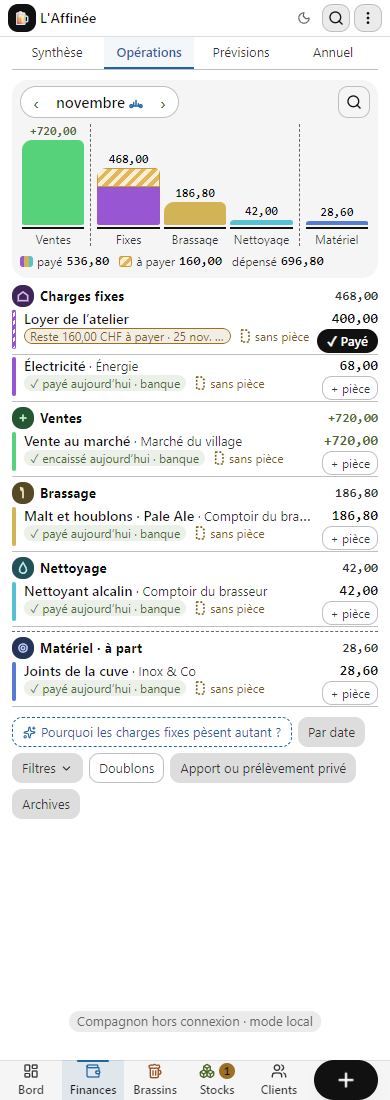 L'Affinée
Synthèse Opérations Prévisions Annuel
‹ novembre ›
+720,00
468,00
186,80
42,00
28,60
Ventes Fixes Brassage Nettoyage Matériel
payé 536,80 à payer 160,00 dépensé 696,80
Charges fixes 468,00
Loyer de l'atelier 400,00
Reste 160,00 CHF à payer · 25 nov. ... sans pièce ✓ Payé
Électricité · Énergie 68,00
✓ payé aujourd'hui · banque sans pièce + pièce
Ventes +720,00
Vente au marché · Marché du village +720,00
✓ encaissé aujourd'hui · banque sans pièce + pièce
Brassage 186,80
Malt et houblons · Pale Ale · Comptoir du bra... 186,80
✓ payé aujourd'hui · banque sans pièce + pièce
Nettoyage 42,00
Nettoyant alcalin · Comptoir du brasseur 42,00
✓ payé aujourd'hui · banque sans pièce + pièce
Matériel · à part 28,60
Joints de la cuve · Inox & Co 28,60
✓ payé aujourd'hui · banque sans pièce + pièce
Pourquoi les charges fixes pèsent autant ? Par date
Filtres Doublons Apport ou prélèvement privé
Archives
Compagnon hors connexion · mode local
1
Bord Finances Brassins Stocks Clients +